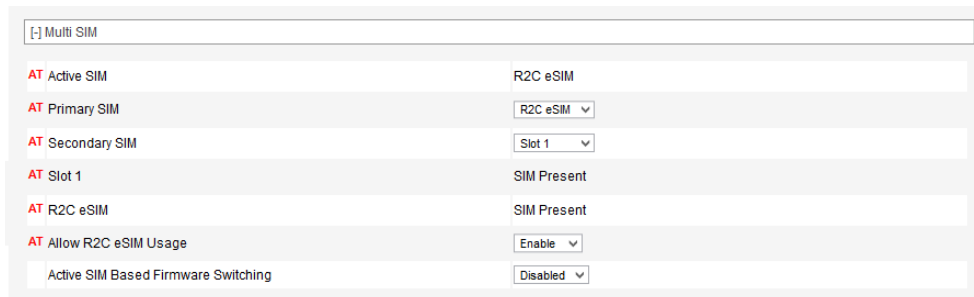 [-] Multi SIM
AT Active SIM R2C eSIM
AT Primary SIM R2C eSIM
AT Secondary SIM Slot 1
AT Slot 1 SIM Present
AT R2C eSIM SIM Present
AT Allow R2C eSIM Usage Enable
Active SIM Based Firmware Switching Disabled